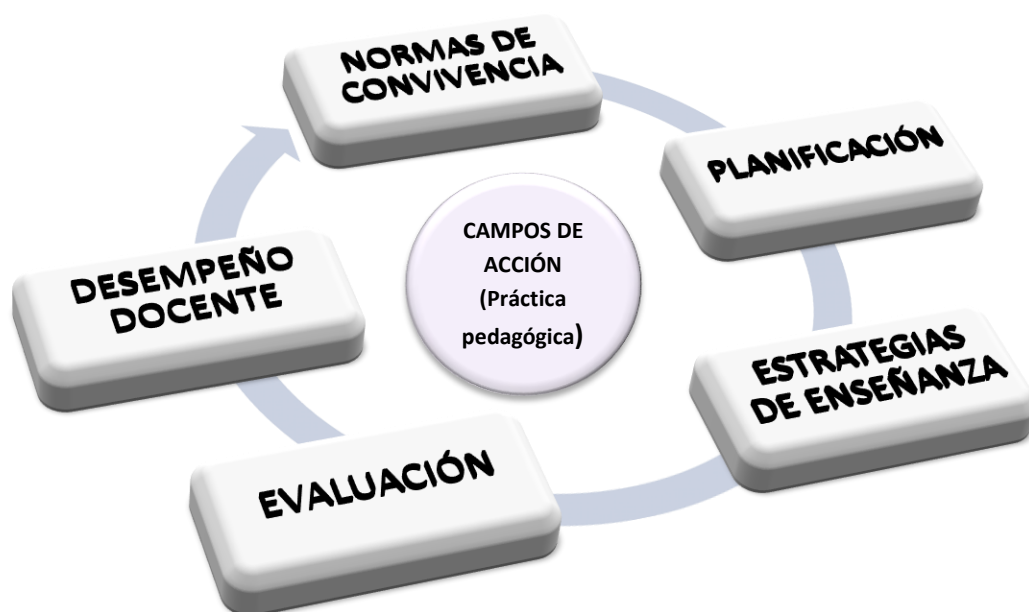 NORMAS DE
CONVIVENCIA
PLANIFICACIÓN
ESTRATEGIAS
DE ENSEÑANZA
EVALUACIÓN
DESEMPEÑO
DOCENTE
CAMPOS DE
ACCIÓN
(Práctica
pedagógica)